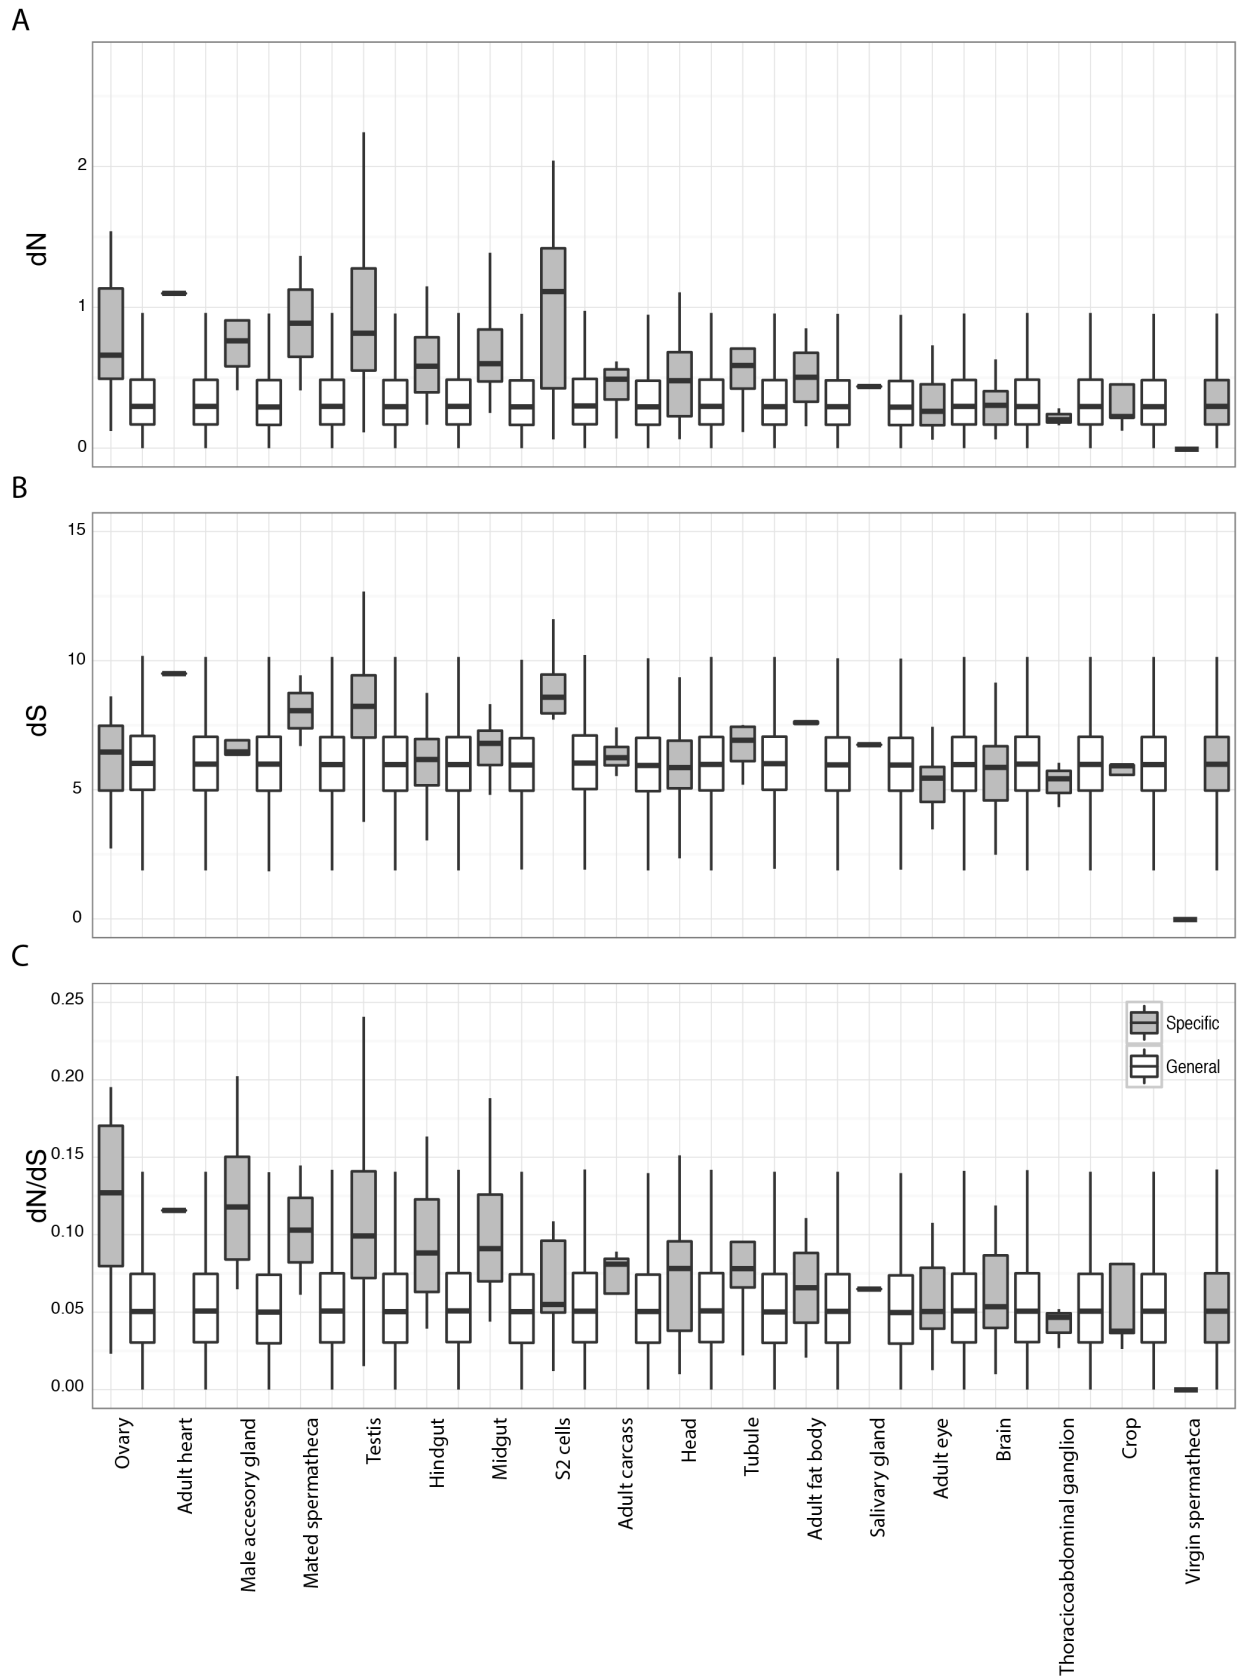 A
dN
2
1
0
B
dS
15
10
5
0
C
dN/dS
0.25
0.20
0.15
0.10
0.05
0.00
Specific
General
Ovary
Adult heart
Male accesory gland
Mated spermatheca
Testis
Hindgut
Midgut
S2 cells
Adult carcass
Head
Tubule
Adult fat body
Salivary gland
Adult eye
Brain
Thoracicoabdominal ganglion
Crop
Virgin spermatheca